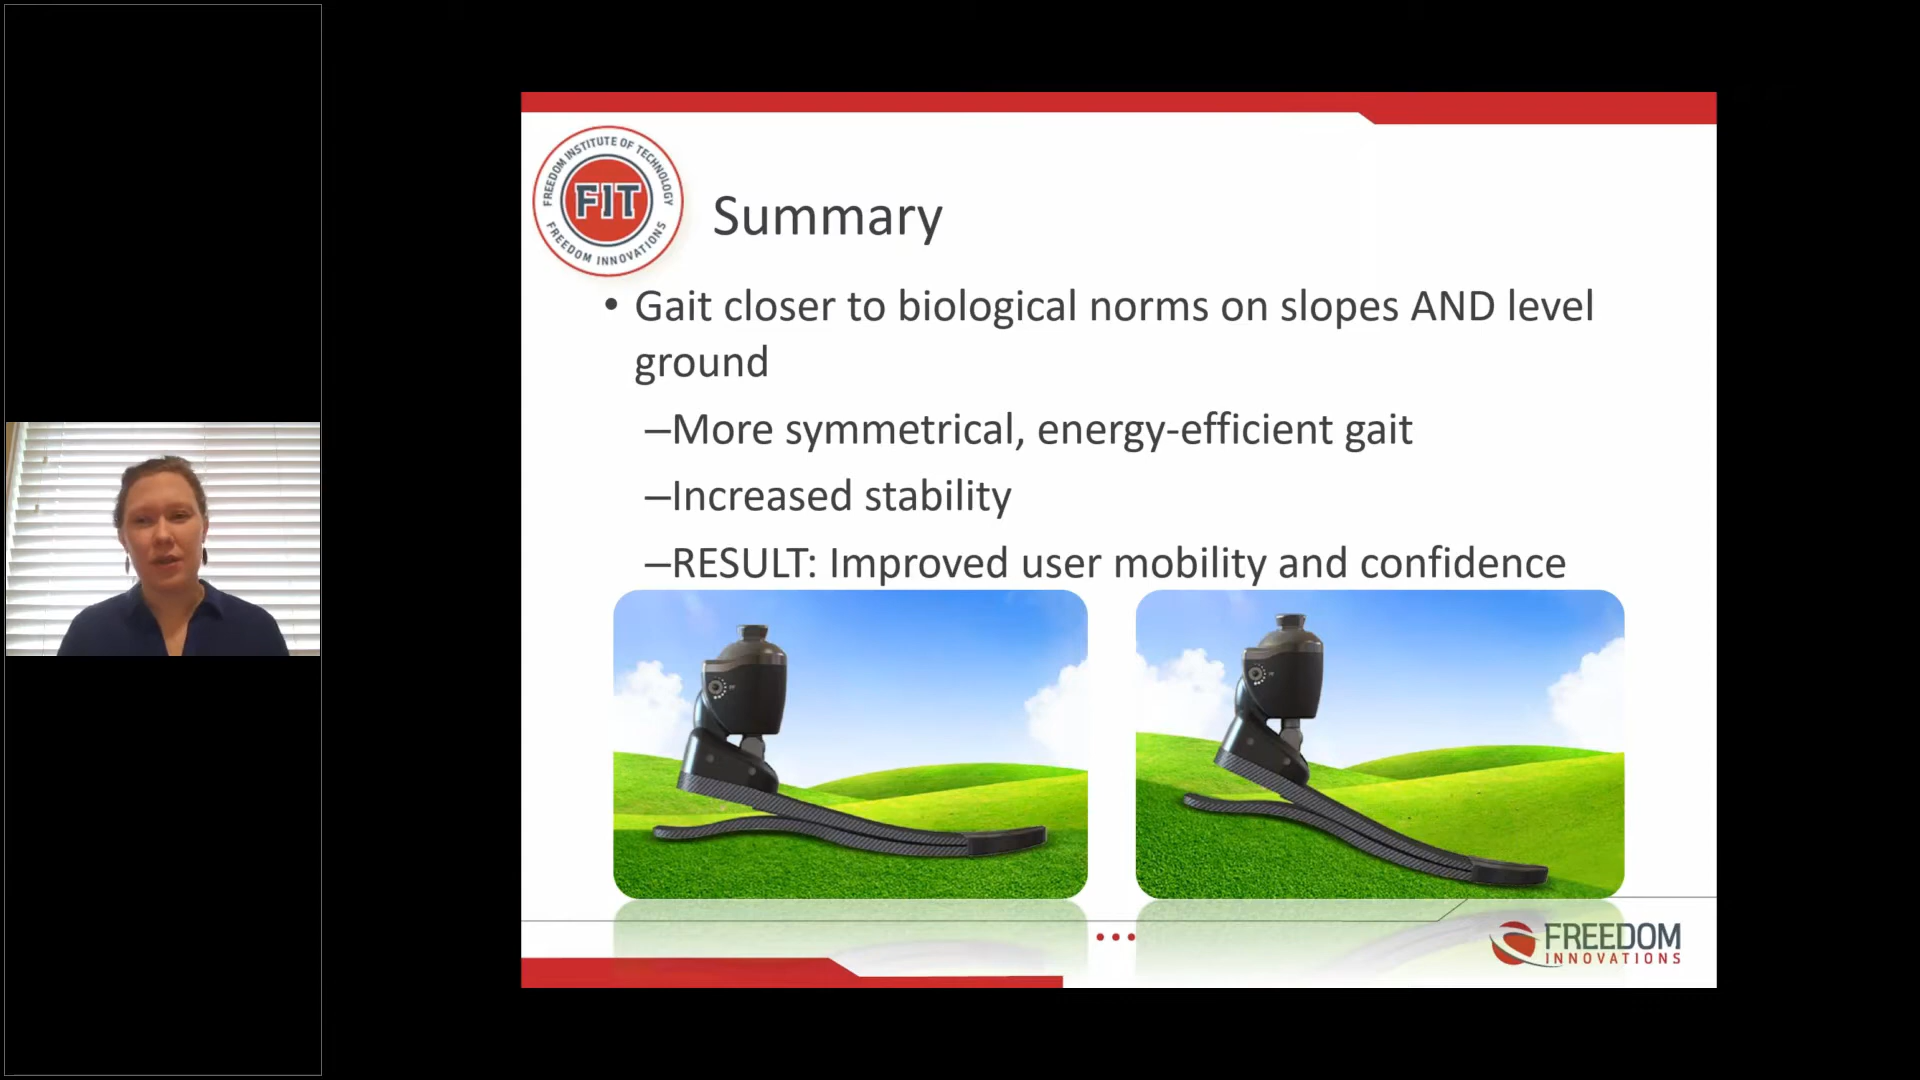 FREEDOM INSTITUTE OF TECHNOLOGY
FIT
FREEDOM INNOVATIONS
Summary
• Gait closer to biological norms on slopes AND level
ground
–More symmetrical, energy-efficient gait
–Increased stability
–RESULT: Improved user mobility and confidence
FREEDOM
INNOVATIONS